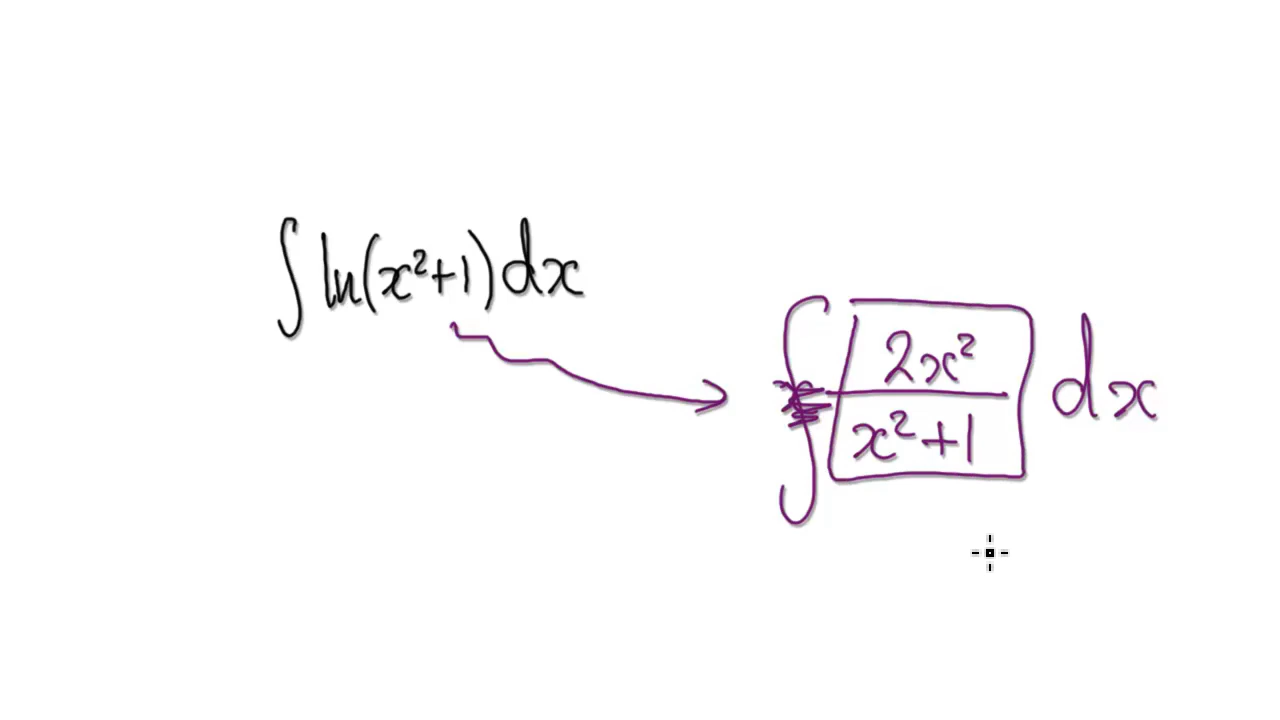 ∫ ln(x²+1) dx
∫ 2x²/(x²+1) dx